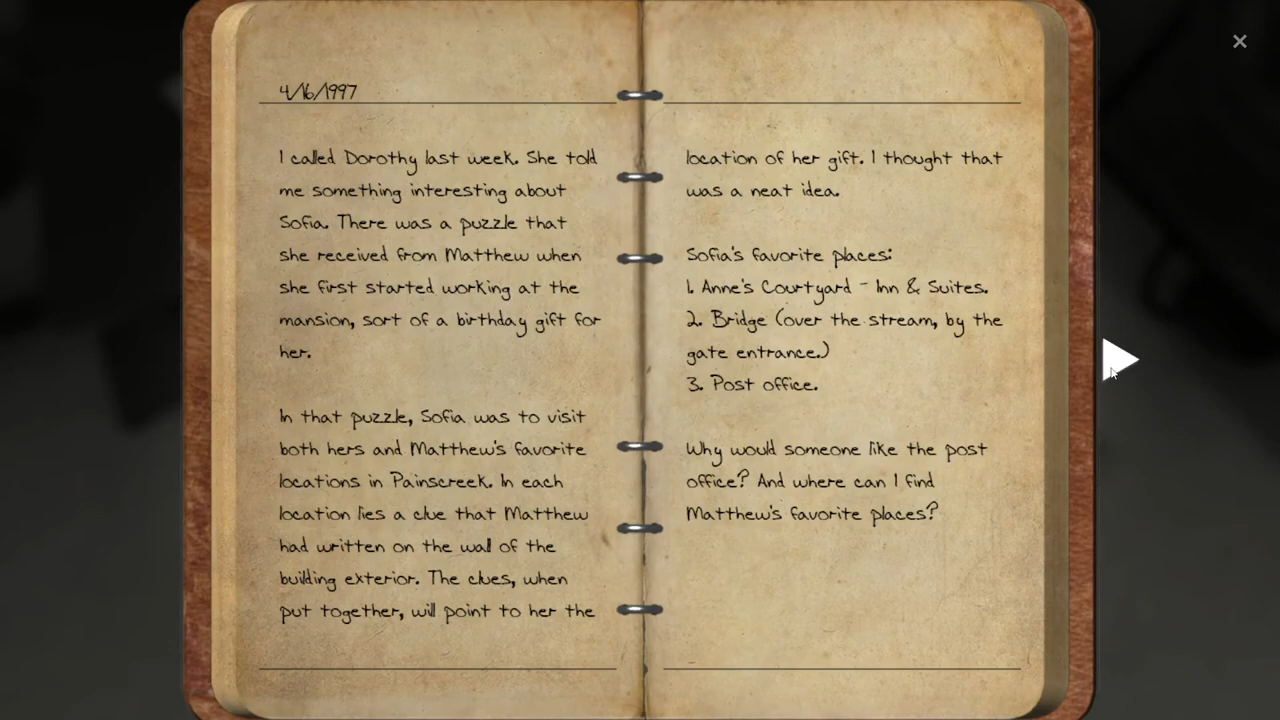 4/16/1997
I called Dorothy last week. She told
me something interesting about
Sofia. There was a puzzle that
she received from Matthew when
she first started working at the
mansion, sort of a birthday gift for
her.
In that puzzle, Sofia was to visit
both hers and Matthew's favorite
locations in Painscreek. In each
location lies a clue that Matthew
had written on the wall of the
building exterior. The clues, when
put together, will point to her the
location of her gift. I thought that
was a neat idea.
Sofia's favorite places:
1. Anne's Courtyard - Inn & Suites.
2. Bridge (over the stream, by the
gate entrance.)
3. Post office.
Why would someone like the post
office? And where can I find
Matthew's favorite places?